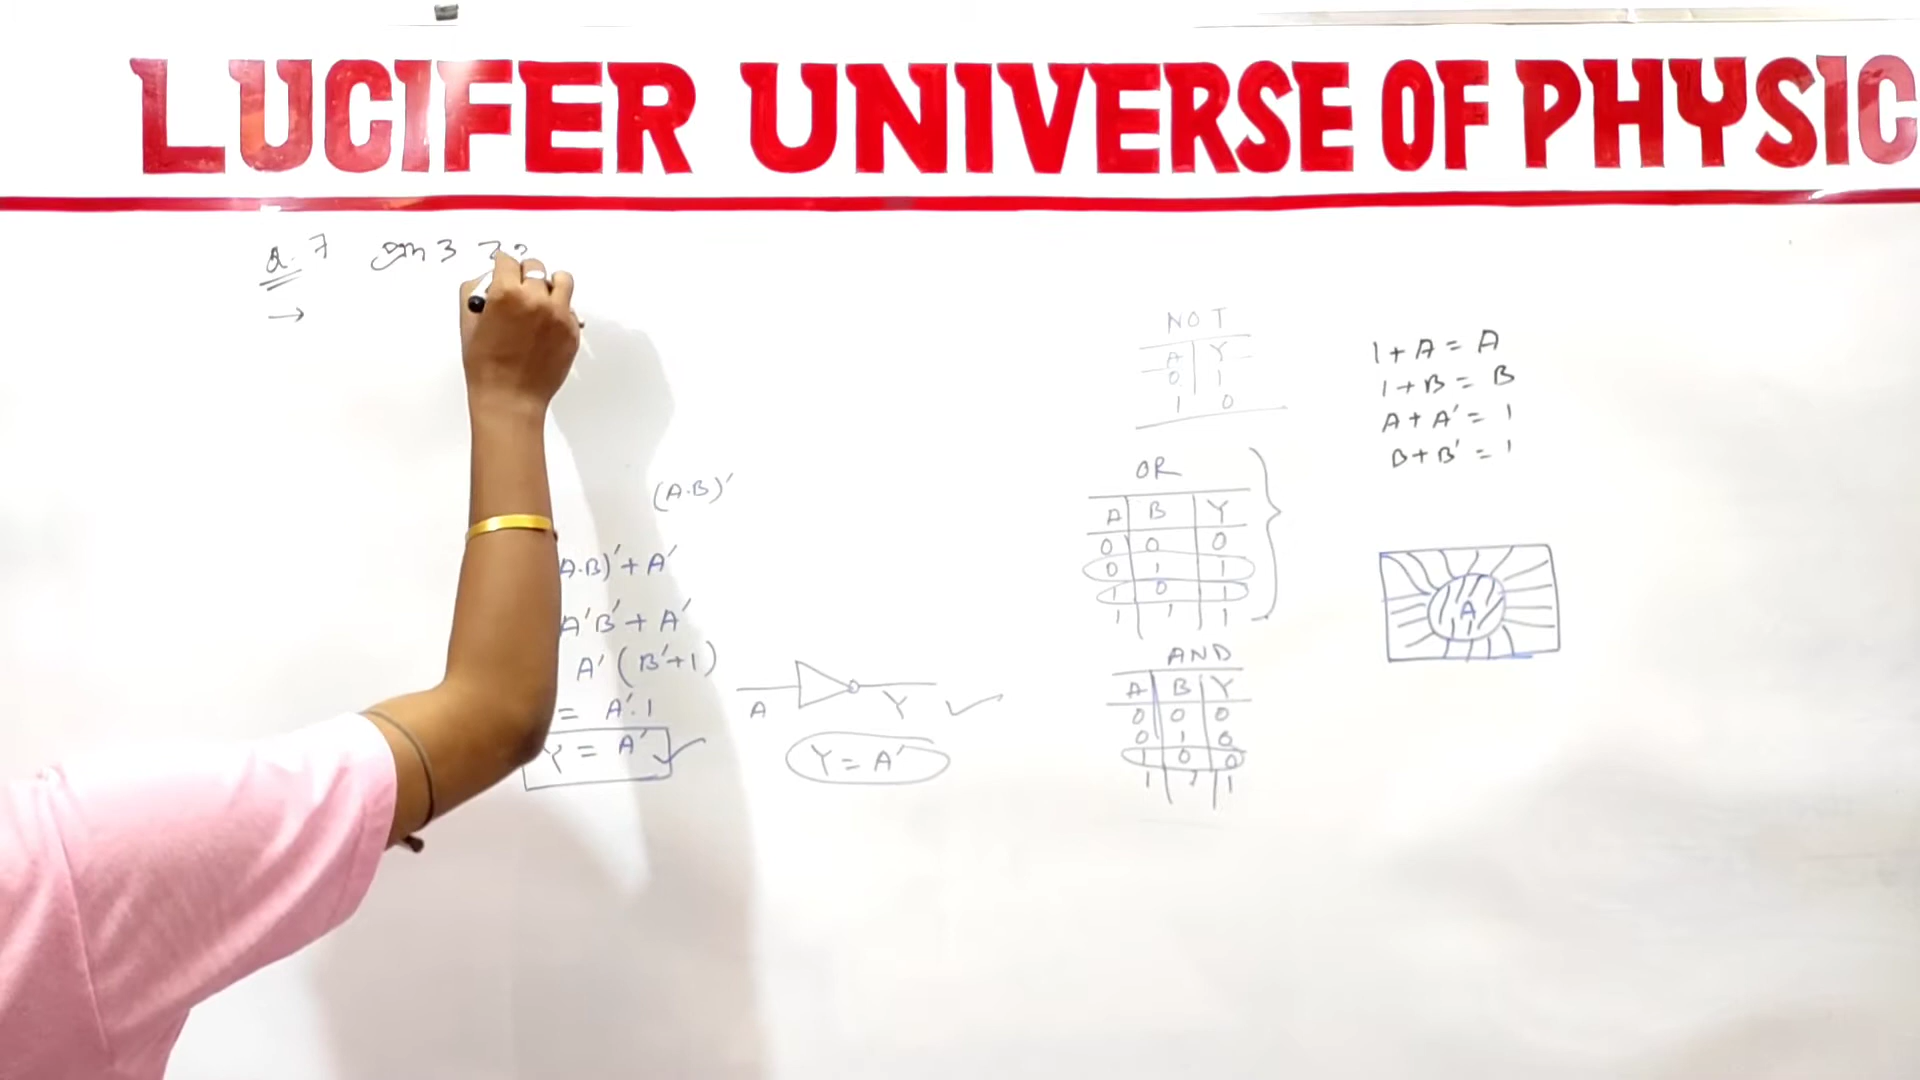 LUCIFER UNIVERSE OF PHYSIC
Q. 7
→
(A.B)'
A.B)' + A'
A'B' + A'
A' (B'+1)
= A'.1
Y = A'
A
Y
Y = A'
NOT
A Y
0 1
1 0
OR
A B Y
0 0 0
0 1 1
1 0 1
1 1 1
AND
A B Y
0 0 0
0 1 0
1 0 0
1 1 1
1 + A = A
1 + B = B
A + A' = 1
B + B' = 1
A